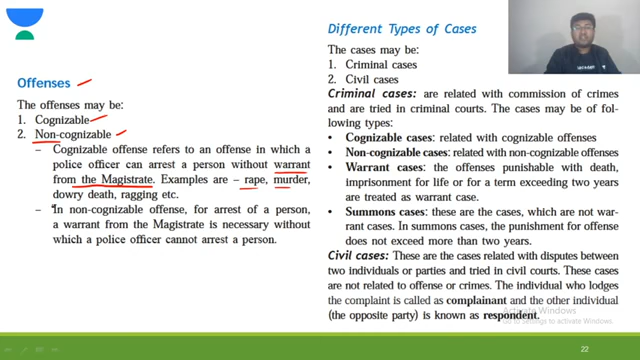 Offenses
The offenses may be:
1. Cognizable
2. Non-cognizable
– Cognizable offense refers to an offense in which a
police officer can arrest a person without warrant
from the Magistrate. Examples are – rape, murder,
dowry death, ragging etc.
– In non-cognizable offense, for arrest of a person,
a warrant from the Magistrate is necessary without
which a police officer cannot arrest a person.
Different Types of Cases
The cases may be:
1. Criminal cases
2. Civil cases
Criminal cases: are related with commission of crimes
and are tried in criminal courts. The cases may be of fol-
lowing types:
• Cognizable cases: related with cognizable offenses
• Non-cognizable cases: related with non-cognizable offenses
• Warrant cases: the offenses punishable with death,
imprisonment for life or for a term exceeding two years
are treated as warrant case.
• Summons cases: these are the cases, which are not war-
rant cases. In summons cases, the punishment for offense
does not exceed more than two years.
Civil cases: These are the cases related with disputes between
two individuals or parties and tried in civil courts. These cases
are not related to offense or crimes. The individual who lodges
the complaint is called as complainant and the other individual
(the opposite party) is known as respondent.
Activate Windows
Go to Settings to activate Windows.
22